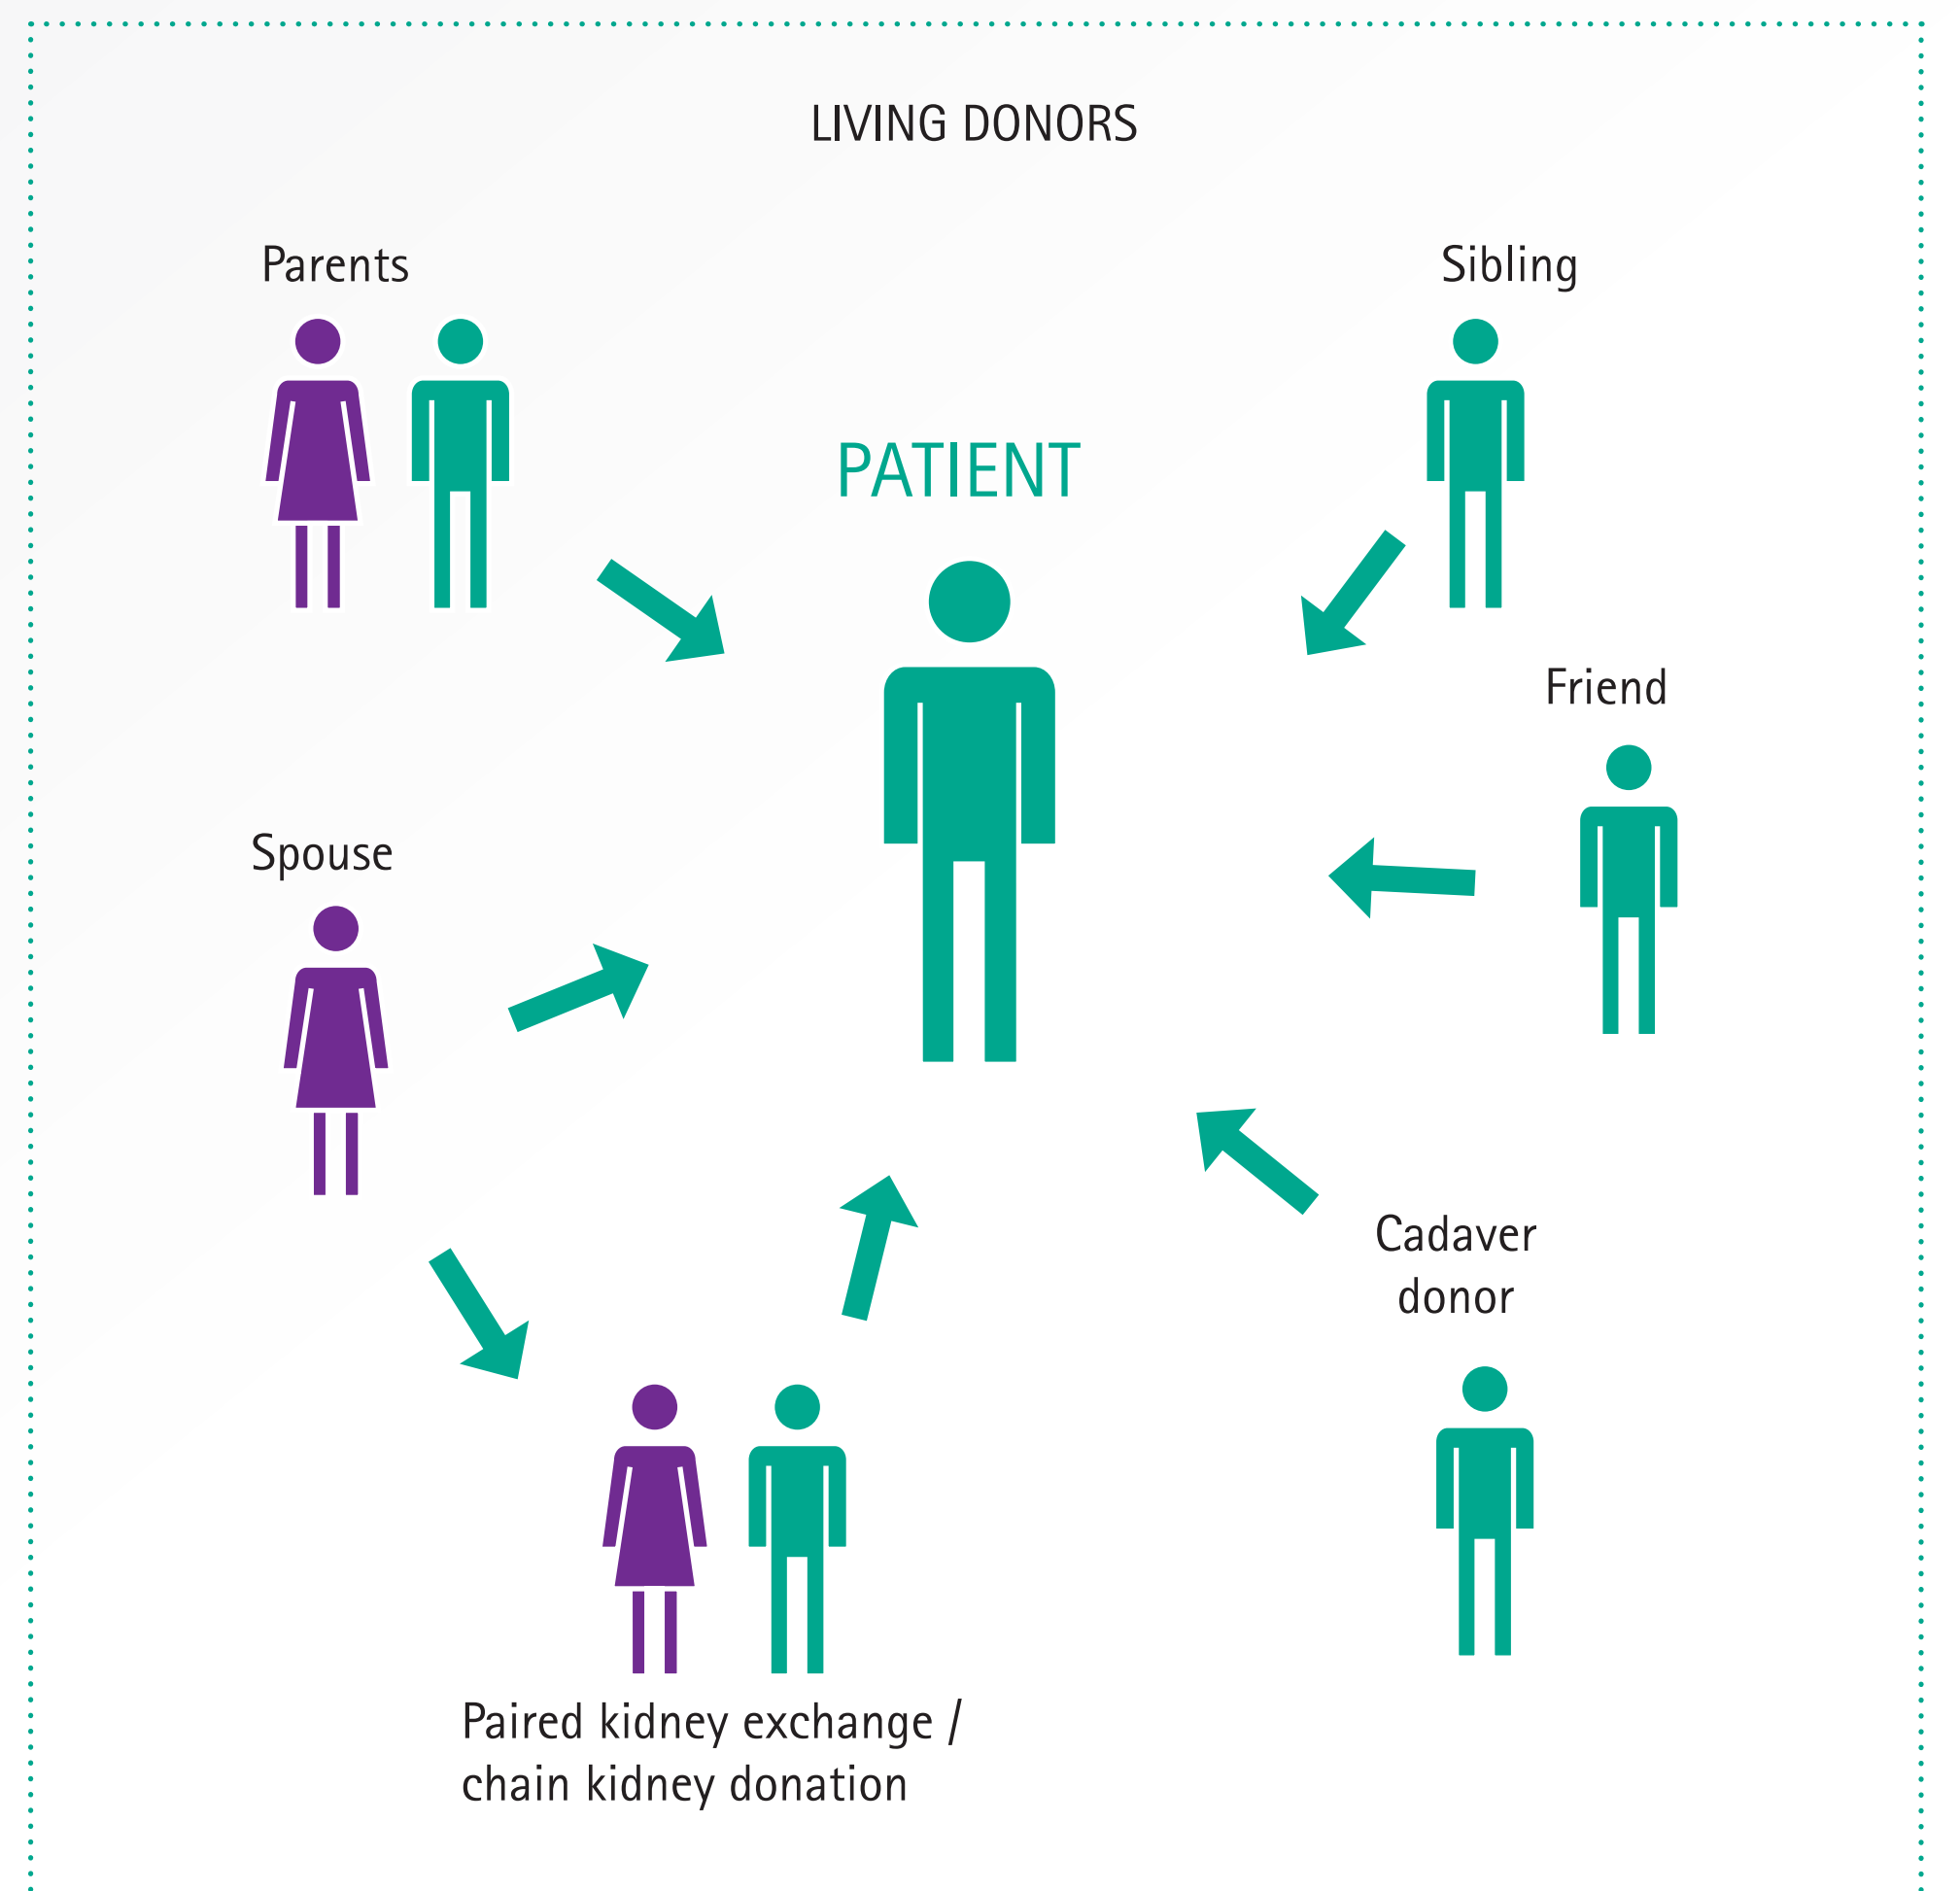 LIVING DONORS
Parents
Sibling
PATIENT
Friend
Spouse
Cadaver
donor
Paired kidney exchange /
chain kidney donation